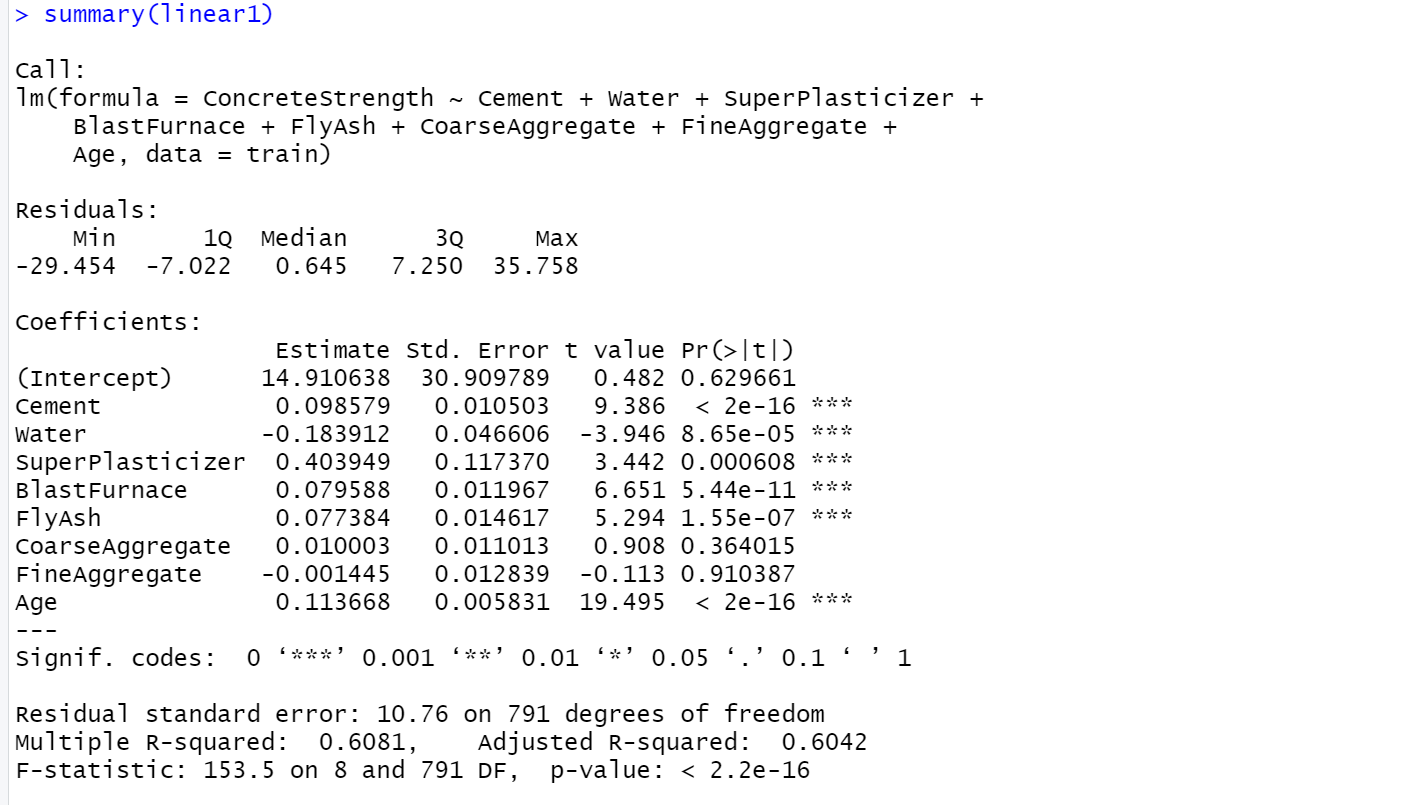 > summary(linear1)
Call:
lm(formula = ConcreteStrength ~ Cement + Water + SuperPlasticizer +
    BlastFurnace + FlyAsh + CoarseAggregate + FineAggregate +
    Age, data = train)
Residuals:
    Min      1Q  Median      3Q     Max
-29.454  -7.022   0.645   7.250  35.758
Coefficients:
                  Estimate Std. Error t value Pr(>|t|)
(Intercept)      14.910638  30.909789   0.482 0.629661
Cement            0.098579   0.010503   9.386  < 2e-16 ***
Water            -0.183912   0.046606  -3.946 8.65e-05 ***
SuperPlasticizer  0.403949   0.117370   3.442 0.000608 ***
BlastFurnace      0.079588   0.011967   6.651 5.44e-11 ***
FlyAsh            0.077384   0.014617   5.294 1.55e-07 ***
CoarseAggregate   0.010003   0.011013   0.908 0.364015
FineAggregate    -0.001445   0.012839  -0.113 0.910387
Age               0.113668   0.005831  19.495  < 2e-16 ***
---
Signif. codes:  0 ‘***’ 0.001 ‘**’ 0.01 ‘*’ 0.05 ‘.’ 0.1 ‘ ’ 1
Residual standard error: 10.76 on 791 degrees of freedom
Multiple R-squared:  0.6081,    Adjusted R-squared:  0.6042
F-statistic: 153.5 on 8 and 791 DF,  p-value: < 2.2e-16